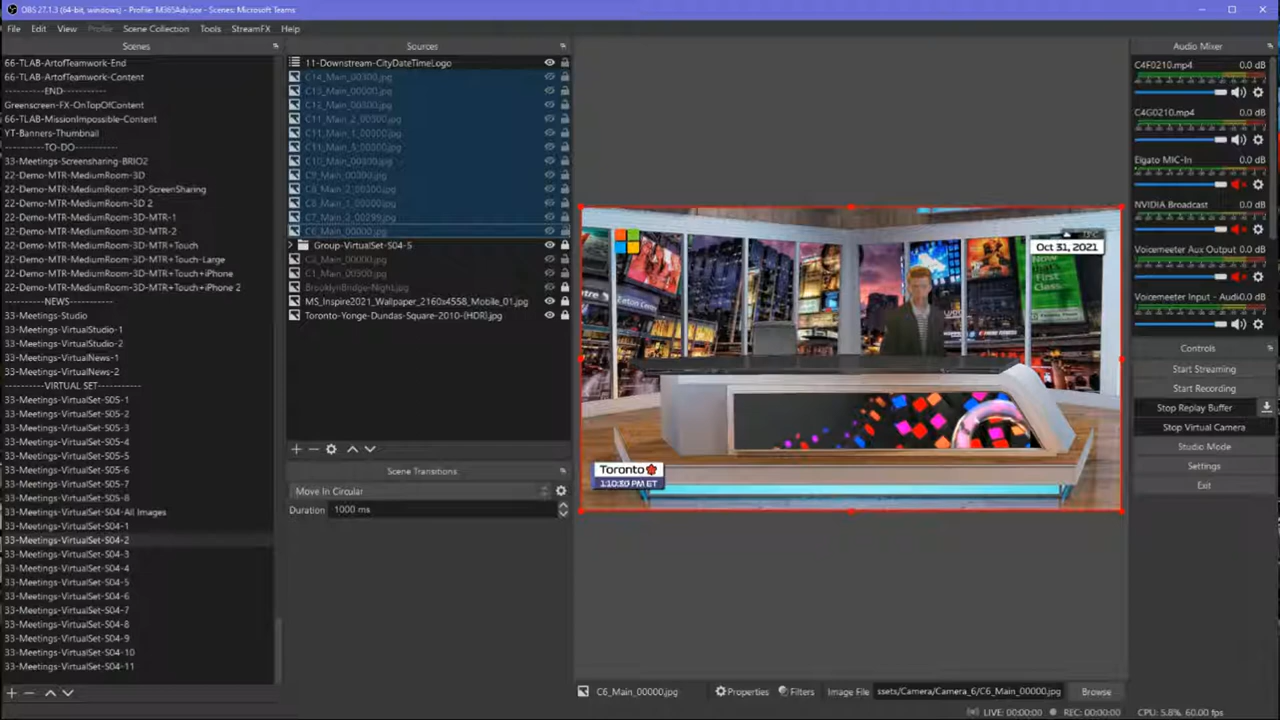 OBS 27.1.3 (64-bit, windows) - Profile: M365Advisor - Scenes: Microsoft Teams
File Edit View Profile Scene Collection Tools StreamFX Help
Scenes
66-TLAB-ArtofTeamwork-End
66-TLAB-ArtofTeamwork-Content
----------END----------
Greenscreen-FX-OnTopOfContent
66-TLAB-MissionImpossible-Content
YT-Banners-Thumbnail
----------TO-DO----------
33-Meetings-Screensharing-BRIO2
22-Demo-MTR-MediumRoom-3D
22-Demo-MTR-MediumRoom-3D-ScreenSharing
22-Demo-MTR-MediumRoom-3D 2
22-Demo-MTR-MediumRoom-3D-MTR-1
22-Demo-MTR-MediumRoom-3D-MTR-2
22-Demo-MTR-MediumRoom-3D-MTR+Touch
22-Demo-MTR-MediumRoom-3D-MTR+Touch-Large
22-Demo-MTR-MediumRoom-3D-MTR+Touch+iPhone
22-Demo-MTR-MediumRoom-3D-MTR+Touch+iPhone 2
----------NEWS----------
33-Meetings-Studio
33-Meetings-VirtualStudio-1
33-Meetings-VirtualStudio-2
33-Meetings-VirtualNews-1
33-Meetings-VirtualNews-2
----------VIRTUAL SET----------
33-Meetings-VirtualSet-S05-1
33-Meetings-VirtualSet-S05-2
33-Meetings-VirtualSet-S05-3
33-Meetings-VirtualSet-S05-4
33-Meetings-VirtualSet-S05-5
33-Meetings-VirtualSet-S05-6
33-Meetings-VirtualSet-S05-7
33-Meetings-VirtualSet-S05-8
33-Meetings-VirtualSet-S04-All Images
33-Meetings-VirtualSet-S04-1
33-Meetings-VirtualSet-S04-2
33-Meetings-VirtualSet-S04-3
33-Meetings-VirtualSet-S04-4
33-Meetings-VirtualSet-S04-5
33-Meetings-VirtualSet-S04-6
33-Meetings-VirtualSet-S04-7
33-Meetings-VirtualSet-S04-8
33-Meetings-VirtualSet-S04-9
33-Meetings-VirtualSet-S04-10
33-Meetings-VirtualSet-S04-11
Sources
11-Downstream-CityDateTimeLogo
C14_Main_00300.jpg
C13_Main_00000.jpg
C12_Main_00300.jpg
C11_Main_2_00300.jpg
C11_Main_1_00000.jpg
C10_Main_00300.jpg
C9_Main_00000.jpg
C8_Main_2_00300.jpg
C8_Main_1_00000.jpg
C7_Main_2_00299.jpg
C6_Main_00000.jpg
Group-VirtualSet-S04-5
C1_Main_00300.jpg
BrooklynBridge-Night.jpg
MS_Inspire2021_Wallpaper_2160x4558_Mobile_01.jpg
Toronto-Yonge-Dundas-Square-2010-(HDR).jpg
Scene Transitions
Move In Circular
Duration 1000 ms
Oct 31, 2021
Now
First
Class.
Toronto
PM ET
C6_Main_00000.jpg Properties Filters Image File ssets/Camera/Camera_6/C6_Main_00000.jpg Browse
Audio Mixer
C4F0210.mp4 0.0 dB
C4G0210.mp4 0.0 dB
Elgato MIC-In 0.0 dB
NVIDIA Broadcast 0.0 dB
Voicemeeter Aux Output 0.0 dB
Voicemeeter Input - Audi 0.0 dB
Controls
Start Streaming
Start Recording
Stop Replay Buffer
Stop Virtual Camera
Studio Mode
Settings
Exit
LIVE: 00:00:00 REC: 00:00:00 CPU: 5.8%, 60.00 fps